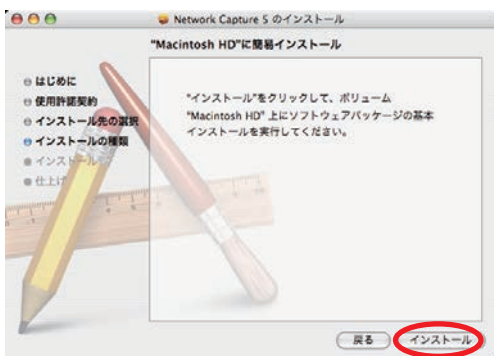 Network Capture 5 のインストール
"Macintosh HD"に簡易インストール
はじめに
使用許諾契約
インストール先の選択
インストールの種類
インストール
仕上げ
"インストール"をクリックして、ボリューム
"Macintosh HD" 上にソフトウェアパッケージの基本
インストールを実行してください。
戻る
インストール